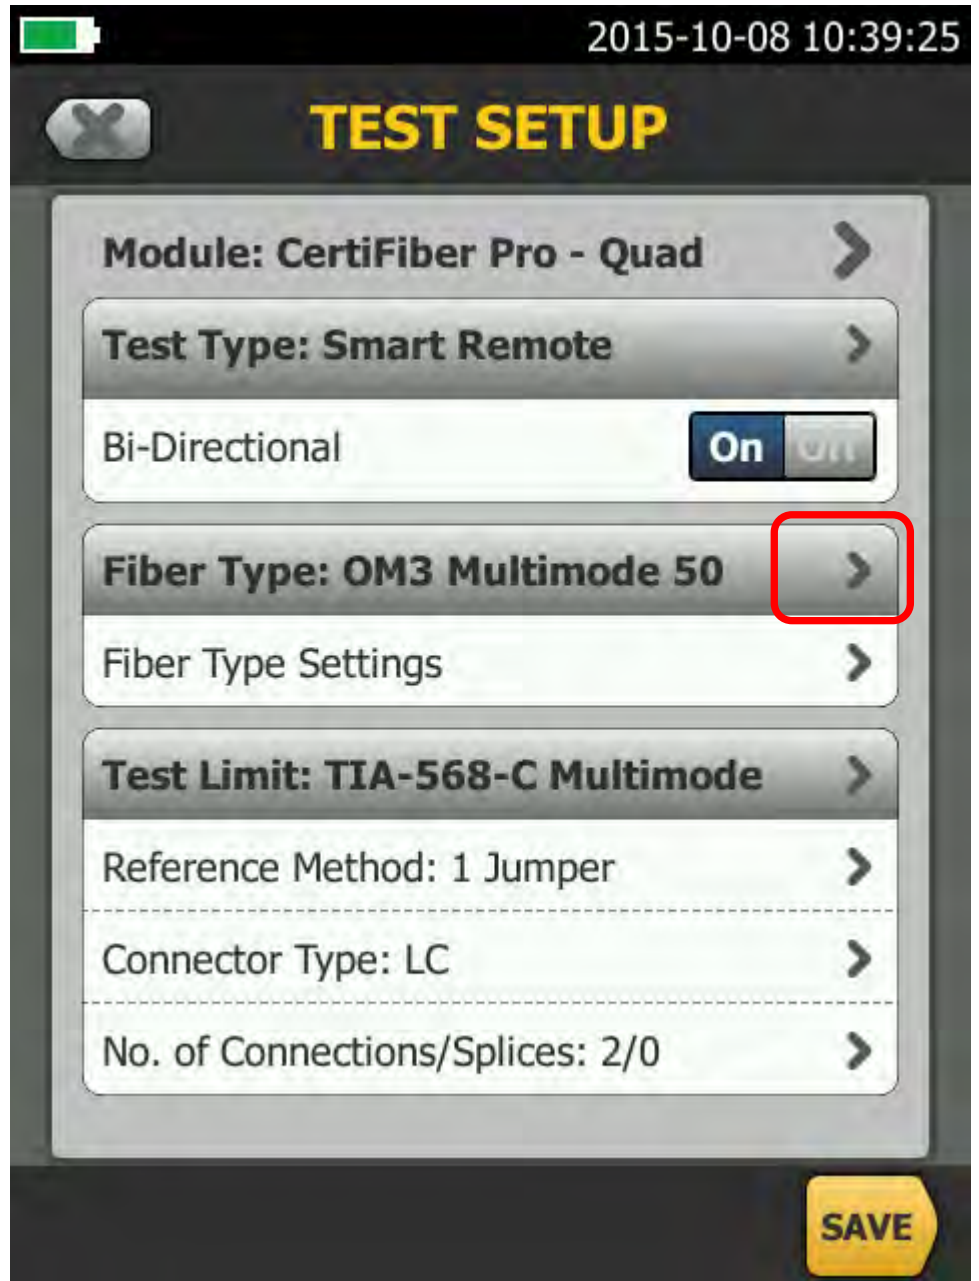 2015-10-08 10:39:25
TEST SETUP
Module: CertiFiber Pro - Quad
Test Type: Smart Remote
Bi-Directional
On Off
Fiber Type: OM3 Multimode 50
Fiber Type Settings
Test Limit: TIA-568-C Multimode
Reference Method: 1 Jumper
Connector Type: LC
No. of Connections/Splices: 2/0
SAVE